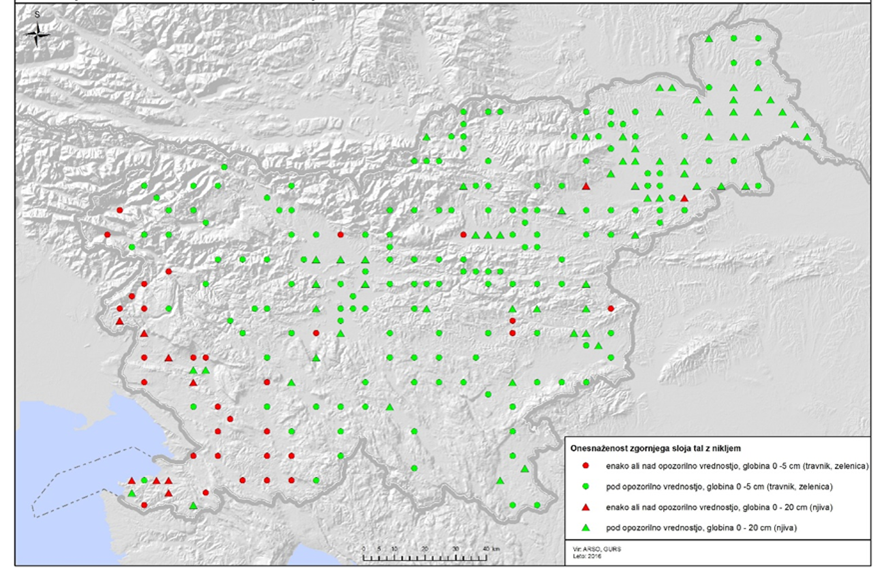 S
Onesnaženost zgornjega sloja tal z nikljem
enako ali nad opozorilno vrednostjo, globina 0 -5 cm (travnik, zelenica)
pod opozorilno vrednostjo, globina 0 -5 cm (travnik, zelenica)
enako ali nad opozorilno vrednostjo, globina 0 - 20 cm (njiva)
pod opozorilno vrednostjo, globina 0 - 20 cm (njiva)
0 5 10 20 30 40 km
Vir: ARSO, GURS
Leto: 2016